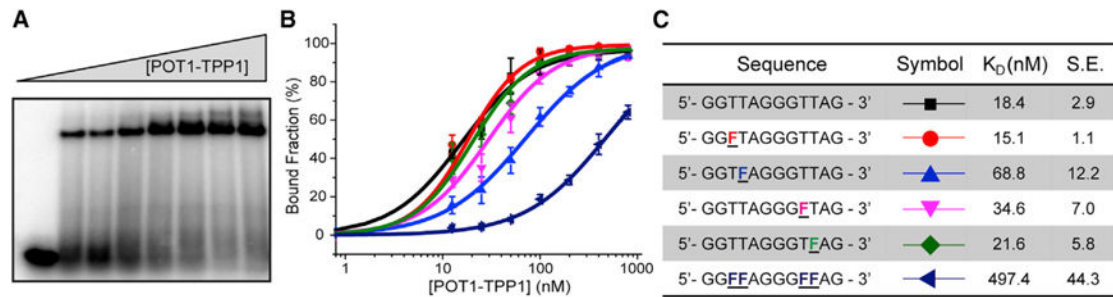 A
[POT1-TPP1]
B
100
80
60
40
20
0
Bound Fraction (%)
1 10 100 1000
[POT1-TPP1] (nM)
C
Sequence Symbol K_D(nM) S.E.
5'- GGTTAGGGTTAG - 3' 18.4 2.9
5'- GGFTAGGGTTAG - 3' 15.1 1.1
5'- GGTFAGGGTTAG - 3' 68.8 12.2
5'- GGTTAGGGFTAG - 3' 34.6 7.0
5'- GGTTAGGGTFAG - 3' 21.6 5.8
5'- GGFFAGGGFFAG - 3' 497.4 44.3